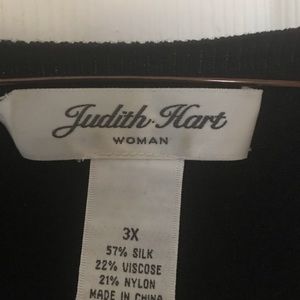 Judith Hart
WOMAN
3X
57% SILK
22% VISCOSE
21% NYLON
MADE IN CHINA